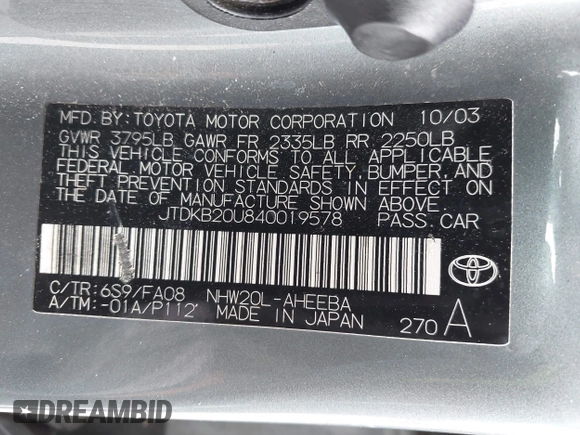 MFD. BY: TOYOTA MOTOR CORPORATION 10/03
GVWR 3795LB GAWR FR 2335LB RR 2250LB
THIS VEHICLE CONFORMS TO ALL APPLICABLE
FEDERAL MOTOR VEHICLE SAFETY, BUMPER, AND
THEFT PREVENTION STANDARDS IN EFFECT ON
THE DATE OF MANUFACTURE SHOWN ABOVE.
JTDKB20U840019578 PASS CAR
C/TR: 6S9/FA08 NHW20L-AHEEBA
A/TM: -01A/P112 MADE IN JAPAN 270 A
DREAMBID